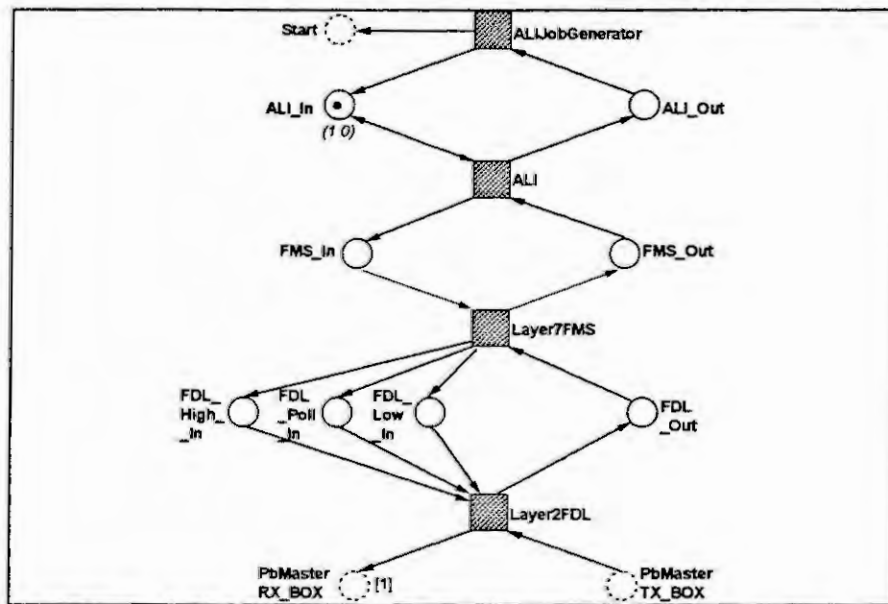 Start
ALIJobGenerator
ALI_In
(1 0)
ALI_Out
ALI
FMS_In
FMS_Out
Layer7FMS
FDL_
High_
_In
FDL
_Poll
_In
FDL_
Low
_In
FDL
_Out
Layer2FDL
PbMaster
RX_BOX
[1]
PbMaster
TX_BOX